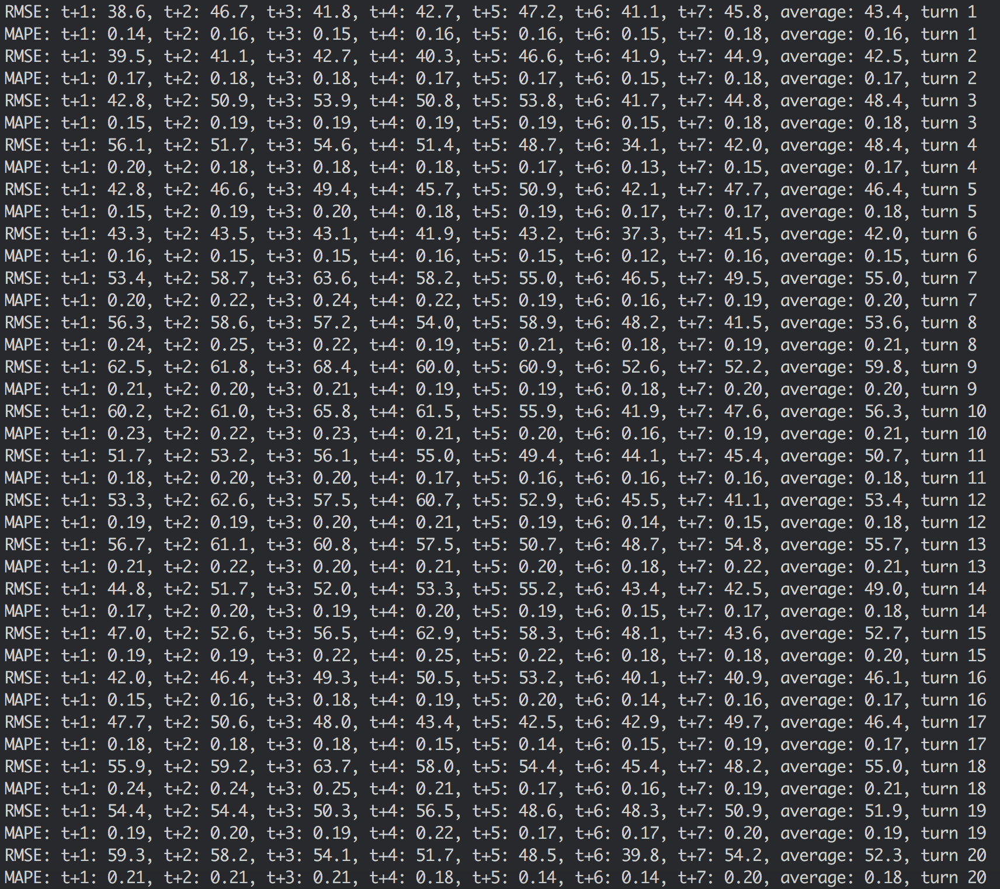 RMSE: t+1: 38.6, t+2: 46.7, t+3: 41.8, t+4: 42.7, t+5: 47.2, t+6: 41.1, t+7: 45.8, average: 43.4, turn 1
MAPE: t+1: 0.14, t+2: 0.16, t+3: 0.15, t+4: 0.16, t+5: 0.16, t+6: 0.15, t+7: 0.18, average: 0.16, turn 1
RMSE: t+1: 39.5, t+2: 41.1, t+3: 42.7, t+4: 40.3, t+5: 46.6, t+6: 41.9, t+7: 44.9, average: 42.5, turn 2
MAPE: t+1: 0.17, t+2: 0.18, t+3: 0.18, t+4: 0.17, t+5: 0.17, t+6: 0.15, t+7: 0.18, average: 0.17, turn 2
RMSE: t+1: 42.8, t+2: 50.9, t+3: 53.9, t+4: 50.8, t+5: 53.8, t+6: 41.7, t+7: 44.8, average: 48.4, turn 3
MAPE: t+1: 0.15, t+2: 0.19, t+3: 0.19, t+4: 0.19, t+5: 0.19, t+6: 0.15, t+7: 0.18, average: 0.18, turn 3
RMSE: t+1: 56.1, t+2: 51.7, t+3: 54.6, t+4: 51.4, t+5: 48.7, t+6: 34.1, t+7: 42.0, average: 48.4, turn 4
MAPE: t+1: 0.20, t+2: 0.18, t+3: 0.18, t+4: 0.18, t+5: 0.17, t+6: 0.13, t+7: 0.15, average: 0.17, turn 4
RMSE: t+1: 42.8, t+2: 46.6, t+3: 49.4, t+4: 45.7, t+5: 50.9, t+6: 42.1, t+7: 47.7, average: 46.4, turn 5
MAPE: t+1: 0.15, t+2: 0.19, t+3: 0.20, t+4: 0.18, t+5: 0.19, t+6: 0.17, t+7: 0.17, average: 0.18, turn 5
RMSE: t+1: 43.3, t+2: 43.5, t+3: 43.1, t+4: 41.9, t+5: 43.2, t+6: 37.3, t+7: 41.5, average: 42.0, turn 6
MAPE: t+1: 0.16, t+2: 0.15, t+3: 0.15, t+4: 0.16, t+5: 0.15, t+6: 0.12, t+7: 0.16, average: 0.15, turn 6
RMSE: t+1: 53.4, t+2: 58.7, t+3: 63.6, t+4: 58.2, t+5: 55.0, t+6: 46.5, t+7: 49.5, average: 55.0, turn 7
MAPE: t+1: 0.20, t+2: 0.22, t+3: 0.24, t+4: 0.22, t+5: 0.19, t+6: 0.16, t+7: 0.19, average: 0.20, turn 7
RMSE: t+1: 56.3, t+2: 58.6, t+3: 57.2, t+4: 54.0, t+5: 58.9, t+6: 48.2, t+7: 41.5, average: 53.6, turn 8
MAPE: t+1: 0.24, t+2: 0.25, t+3: 0.22, t+4: 0.19, t+5: 0.21, t+6: 0.18, t+7: 0.19, average: 0.21, turn 8
RMSE: t+1: 62.5, t+2: 61.8, t+3: 68.4, t+4: 60.0, t+5: 60.9, t+6: 52.6, t+7: 52.2, average: 59.8, turn 9
MAPE: t+1: 0.21, t+2: 0.20, t+3: 0.21, t+4: 0.19, t+5: 0.19, t+6: 0.18, t+7: 0.20, average: 0.20, turn 9
RMSE: t+1: 60.2, t+2: 61.0, t+3: 65.8, t+4: 61.5, t+5: 55.9, t+6: 41.9, t+7: 47.6, average: 56.3, turn 10
MAPE: t+1: 0.23, t+2: 0.22, t+3: 0.23, t+4: 0.21, t+5: 0.20, t+6: 0.16, t+7: 0.19, average: 0.21, turn 10
RMSE: t+1: 51.7, t+2: 53.2, t+3: 56.1, t+4: 55.0, t+5: 49.4, t+6: 44.1, t+7: 45.4, average: 50.7, turn 11
MAPE: t+1: 0.18, t+2: 0.20, t+3: 0.20, t+4: 0.17, t+5: 0.16, t+6: 0.16, t+7: 0.16, average: 0.18, turn 11
RMSE: t+1: 53.3, t+2: 62.6, t+3: 57.5, t+4: 60.7, t+5: 52.9, t+6: 45.5, t+7: 41.1, average: 53.4, turn 12
MAPE: t+1: 0.19, t+2: 0.19, t+3: 0.20, t+4: 0.21, t+5: 0.19, t+6: 0.14, t+7: 0.15, average: 0.18, turn 12
RMSE: t+1: 56.7, t+2: 61.1, t+3: 60.8, t+4: 57.5, t+5: 50.7, t+6: 48.7, t+7: 54.8, average: 55.7, turn 13
MAPE: t+1: 0.21, t+2: 0.22, t+3: 0.20, t+4: 0.21, t+5: 0.20, t+6: 0.18, t+7: 0.22, average: 0.21, turn 13
RMSE: t+1: 44.8, t+2: 51.7, t+3: 52.0, t+4: 53.3, t+5: 55.2, t+6: 43.4, t+7: 42.5, average: 49.0, turn 14
MAPE: t+1: 0.17, t+2: 0.20, t+3: 0.19, t+4: 0.20, t+5: 0.19, t+6: 0.15, t+7: 0.17, average: 0.18, turn 14
RMSE: t+1: 47.0, t+2: 52.6, t+3: 56.5, t+4: 62.9, t+5: 58.3, t+6: 48.1, t+7: 43.6, average: 52.7, turn 15
MAPE: t+1: 0.19, t+2: 0.19, t+3: 0.22, t+4: 0.25, t+5: 0.22, t+6: 0.18, t+7: 0.18, average: 0.20, turn 15
RMSE: t+1: 42.0, t+2: 46.4, t+3: 49.3, t+4: 50.5, t+5: 53.2, t+6: 40.1, t+7: 40.9, average: 46.1, turn 16
MAPE: t+1: 0.15, t+2: 0.16, t+3: 0.18, t+4: 0.19, t+5: 0.20, t+6: 0.14, t+7: 0.16, average: 0.17, turn 16
RMSE: t+1: 47.7, t+2: 50.6, t+3: 48.0, t+4: 43.4, t+5: 42.5, t+6: 42.9, t+7: 49.7, average: 46.4, turn 17
MAPE: t+1: 0.18, t+2: 0.18, t+3: 0.18, t+4: 0.15, t+5: 0.14, t+6: 0.15, t+7: 0.19, average: 0.17, turn 17
RMSE: t+1: 55.9, t+2: 59.2, t+3: 63.7, t+4: 58.0, t+5: 54.4, t+6: 45.4, t+7: 48.2, average: 55.0, turn 18
MAPE: t+1: 0.24, t+2: 0.24, t+3: 0.25, t+4: 0.21, t+5: 0.17, t+6: 0.16, t+7: 0.19, average: 0.21, turn 18
RMSE: t+1: 54.4, t+2: 54.4, t+3: 50.3, t+4: 56.5, t+5: 48.6, t+6: 48.3, t+7: 50.9, average: 51.9, turn 19
MAPE: t+1: 0.19, t+2: 0.20, t+3: 0.19, t+4: 0.22, t+5: 0.17, t+6: 0.17, t+7: 0.20, average: 0.19, turn 19
RMSE: t+1: 59.3, t+2: 58.2, t+3: 54.1, t+4: 51.7, t+5: 48.5, t+6: 39.8, t+7: 54.2, average: 52.3, turn 20
MAPE: t+1: 0.21, t+2: 0.21, t+3: 0.21, t+4: 0.18, t+5: 0.14, t+6: 0.14, t+7: 0.20, average: 0.18, turn 20